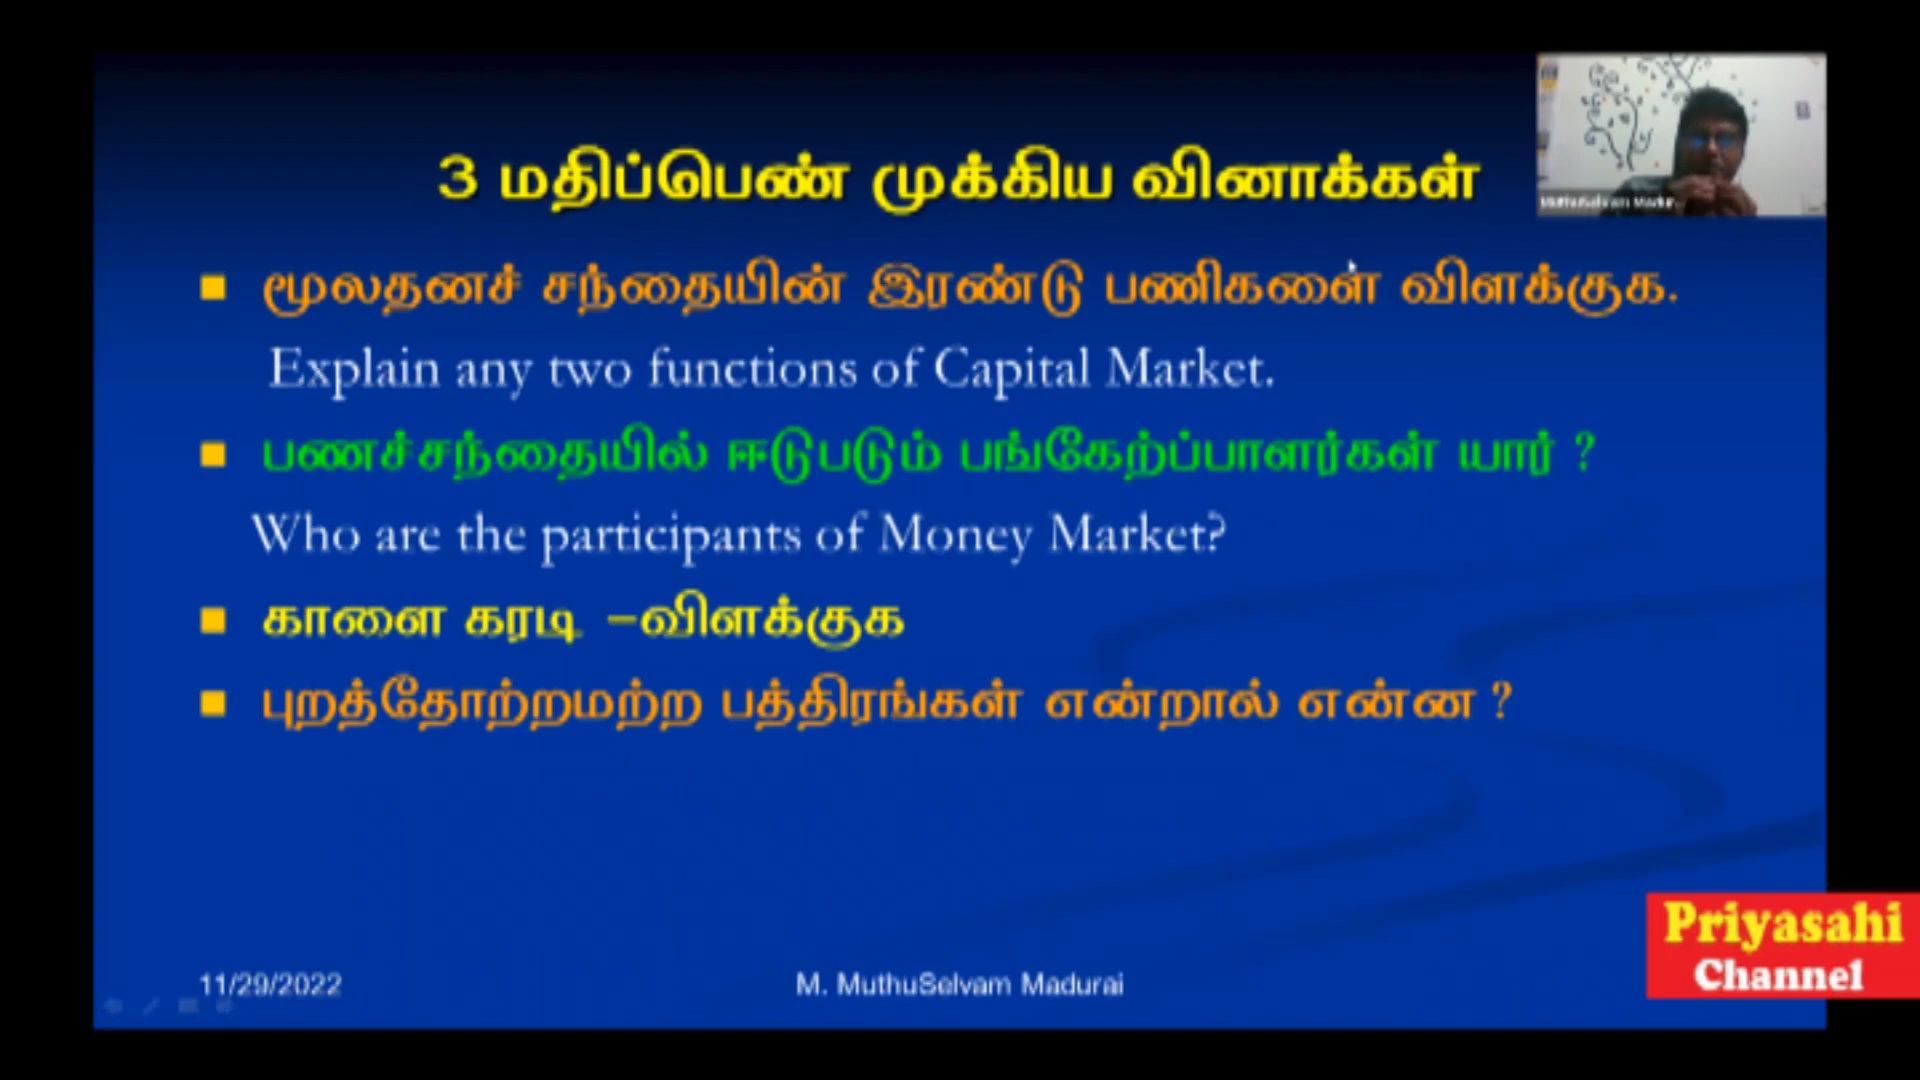 3 மதிப்பெண் முக்கிய வினாக்கள்
மூலதனச் சந்தையின் இரண்டு பணிகளை விளக்குக.
Explain any two functions of Capital Market.
பணச்சந்தையில் ஈடுபடும் பங்கேற்ப்பாளர்கள் யார் ?
Who are the participants of Money Market?
காளை கரடி –விளக்குக
புறத்தோற்றமற்ற பத்திரங்கள் என்றால் என்ன ?
11/29/2022
M. MuthuSelvam Madurai
Priyasahi
Channel